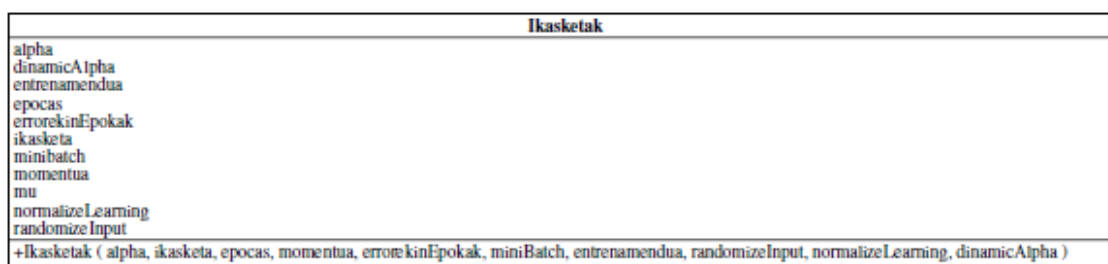 Ikasketak
alpha
dinamicAlpha
entrenamendua
epocas
errorekinEpokak
ikasketa
minibatch
momentua
mu
normalizeLearning
randomizeInput
+Ikasketak ( alpha, ikasketa, epocas, momentua, errorekinEpokak, miniBatch, entrenamendua, randomizeInput, normalizeLearning, dinamicAlpha )